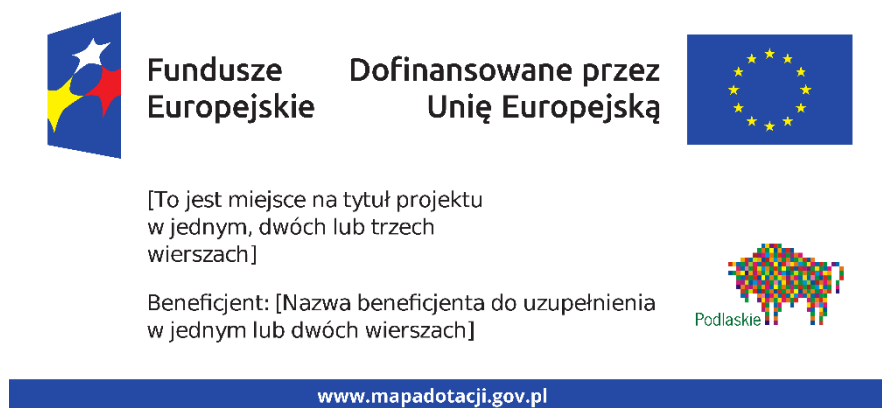 Fundusze
Europejskie
Dofinansowane przez
Unię Europejską
[To jest miejsce na tytuł projektu
w jednym, dwóch lub trzech
wierszach]
Beneficjent: [Nazwa beneficjenta do uzupełnienia
w jednym lub dwóch wierszach]
Podlaskie
www.mapadotacji.gov.pl